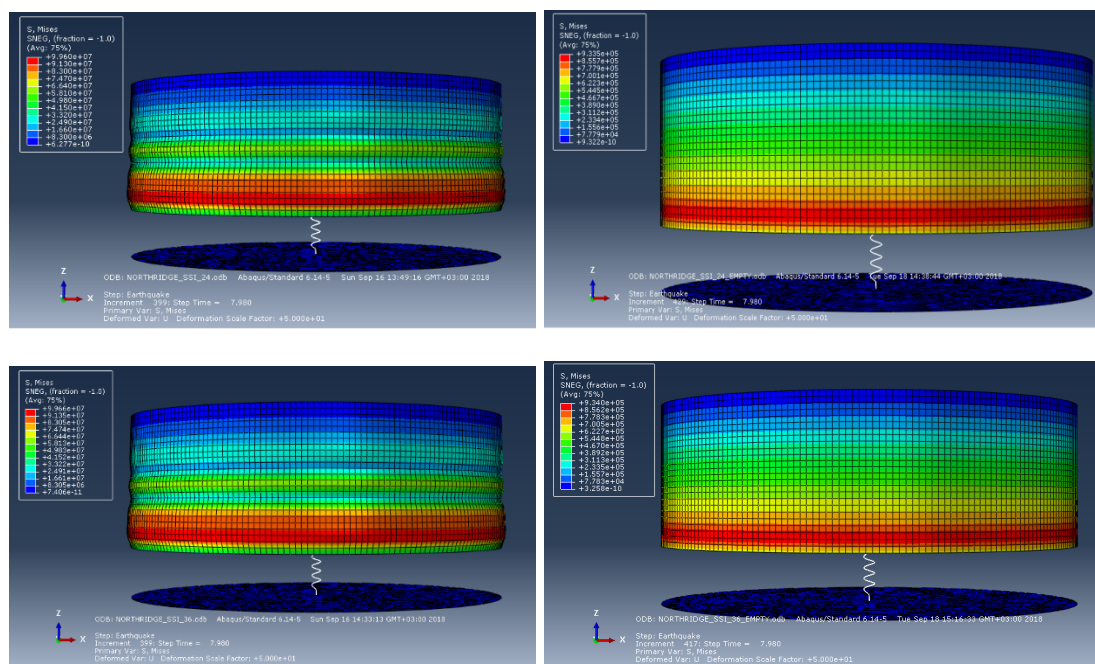 S, Mises
SNEG, (fraction = -1.0)
(Avg: 75%)
+9.960e+07
+9.130e+07
+8.300e+07
+7.470e+07
+6.640e+07
+5.810e+07
+4.980e+07
+4.150e+07
+3.320e+07
+2.490e+07
+1.660e+07
+8.300e+06
+6.277e-10
Z
X
ODB: NORTHRIDGE_SSI_24.odb Abaqus/Standard 6.14-5 Sun Sep 16 13:49:16 GMT+03:00 2018
Step: Earthquake
Increment 399: Step Time = 7.980
Primary Var: S, Mises
Deformed Var: U Deformation Scale Factor: +5.000e+01
S, Mises
SNEG, (fraction = -1.0)
(Avg: 75%)
+9.335e+05
+8.557e+05
+7.779e+05
+7.001e+05
+6.223e+05
+5.445e+05
+4.667e+05
+3.890e+05
+3.112e+05
+2.334e+05
+1.556e+05
+7.779e+04
+9.322e-10
Z
X
ODB: NORTHRIDGE_SSI_24_EMPTY.odb Abaqus/Standard 6.14-5 Tue Sep 18 14:38:44 GMT+03:00 2018
Step: Earthquake
Increment 429: Step Time = 7.980
Primary Var: S, Mises
Deformed Var: U Deformation Scale Factor: +5.000e+01
S, Mises
SNEG, (fraction = -1.0)
(Avg: 75%)
+9.966e+07
+9.135e+07
+8.305e+07
+7.474e+07
+6.644e+07
+5.813e+07
+4.983e+07
+4.152e+07
+3.322e+07
+2.491e+07
+1.661e+07
+8.305e+06
+7.406e-11
Z
X
ODB: NORTHRIDGE_SSI_36.odb Abaqus/Standard 6.14-5 Sun Sep 16 14:33:13 GMT+03:00 2018
Step: Earthquake
Increment 399: Step Time = 7.980
Primary Var: S, Mises
Deformed Var: U Deformation Scale Factor: +5.000e+01
S, Mises
SNEG, (fraction = -1.0)
(Avg: 75%)
+9.340e+05
+8.562e+05
+7.783e+05
+7.005e+05
+6.227e+05
+5.448e+05
+4.670e+05
+3.892e+05
+3.113e+05
+2.335e+05
+1.557e+05
+7.783e+04
+3.258e-10
Z
X
ODB: NORTHRIDGE_SSI_36_EMPTY.odb Abaqus/Standard 6.14-5 Tue Sep 18 15:16:33 GMT+03:00 2018
Step: Earthquake
Increment 417: Step Time = 7.980
Primary Var: S, Mises
Deformed Var: U Deformation Scale Factor: +5.000e+01